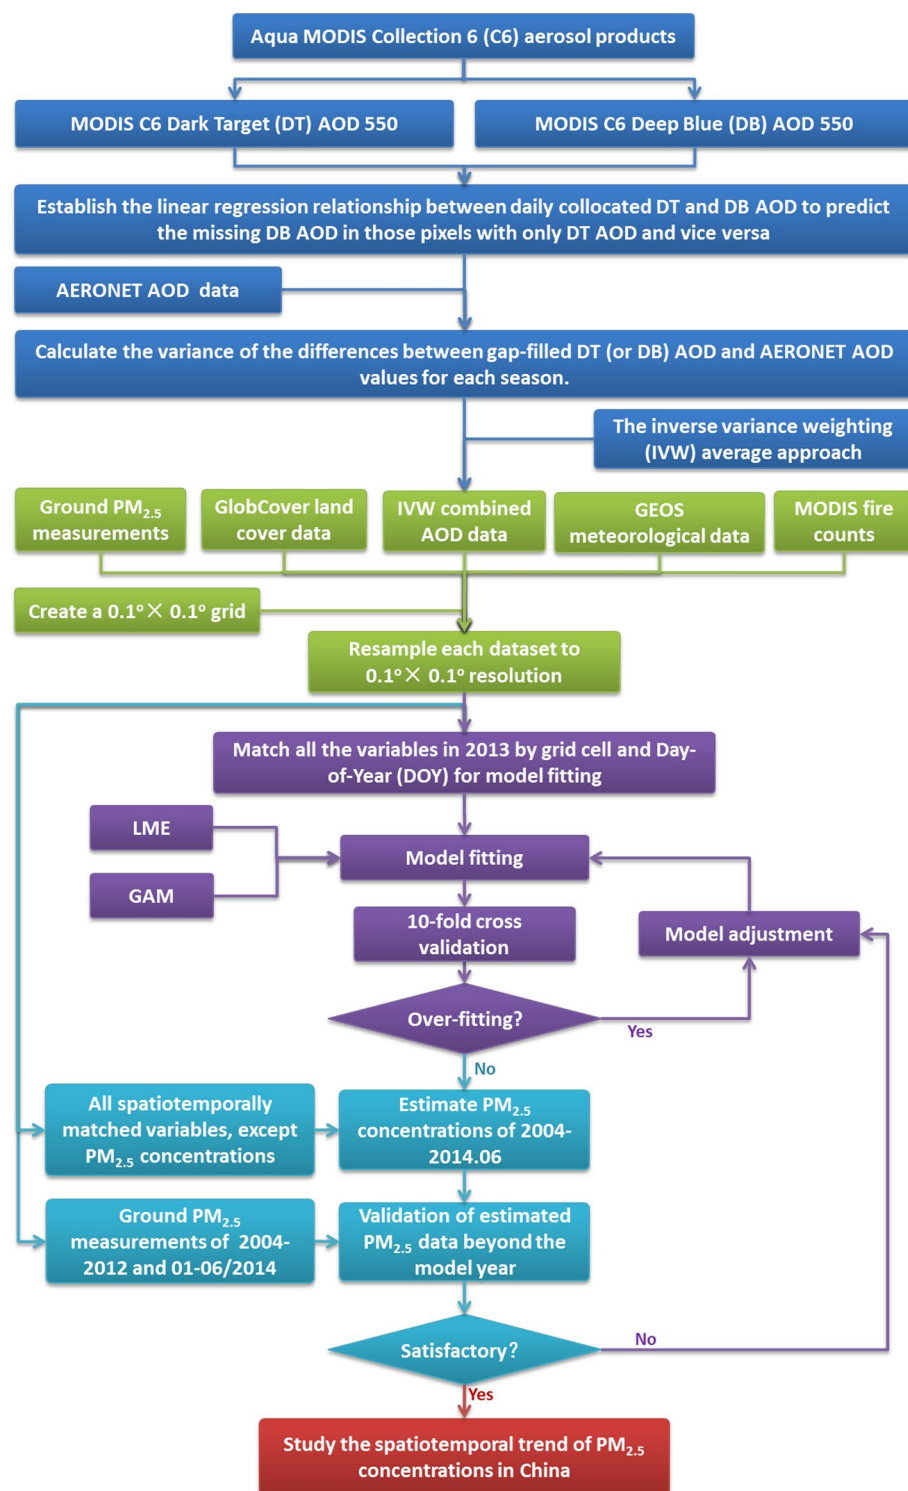 Aqua MODIS Collection 6 (C6) aerosol products
MODIS C6 Dark Target (DT) AOD 550
MODIS C6 Deep Blue (DB) AOD 550
Establish the linear regression relationship between daily collocated DT and DB AOD to predict
the missing DB AOD in those pixels with only DT AOD and vice versa
AERONET AOD data
Calculate the variance of the differences between gap-filled DT (or DB) AOD and AERONET AOD
values for each season.
The inverse variance weighting
(IVW) average approach
Ground PM2.5
measurements
GlobCover land
cover data
IVW combined
AOD data
GEOS
meteorological data
MODIS fire
counts
Create a 0.1°× 0.1° grid
Resample each dataset to
0.1°× 0.1° resolution
Match all the variables in 2013 by grid cell and Day-
of-Year (DOY) for model fitting
LME
GAM
Model fitting
10-fold cross
validation
Model adjustment
Over-fitting?
Yes
No
All spatiotemporally
matched variables, except
PM2.5 concentrations
Estimate PM2.5
concentrations of 2004-
2014.06
Ground PM2.5
measurements of 2004-
2012 and 01-06/2014
Validation of estimated
PM2.5 data beyond the
model year
Satisfactory?
No
Yes
Study the spatiotemporal trend of PM2.5
concentrations in China